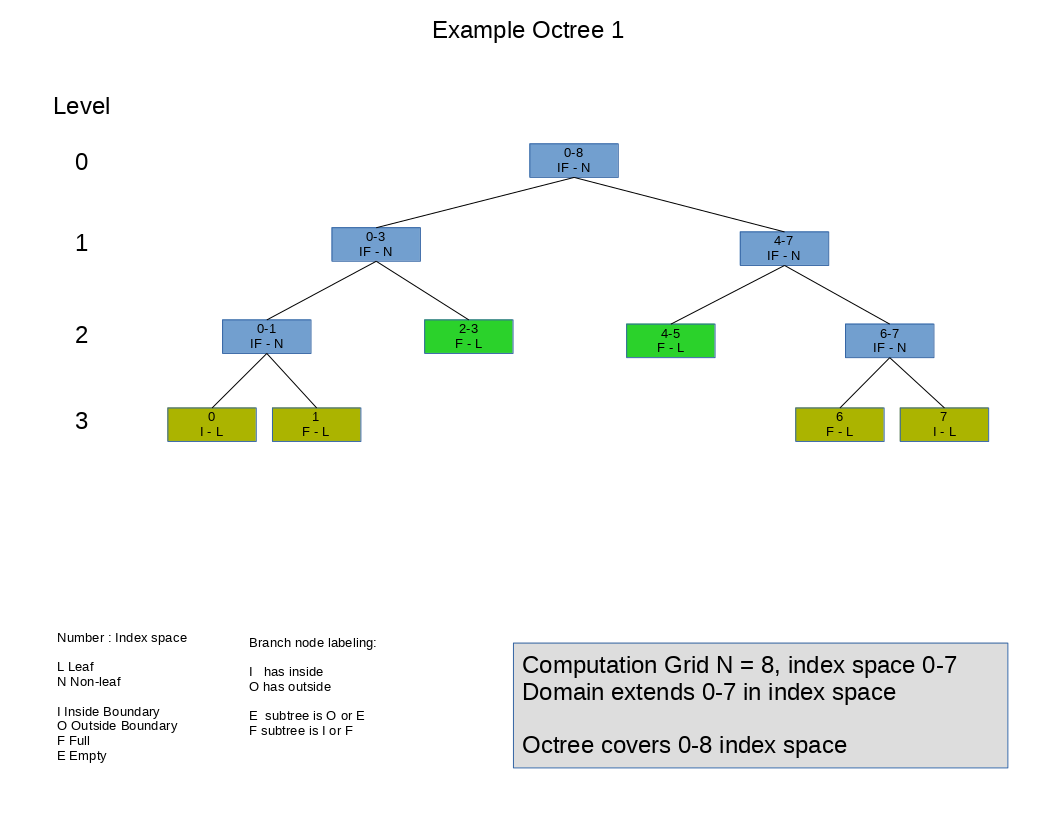 Example Octree 1
Level
0
0-8
IF - N
1
0-3
IF - N
4-7
IF - N
2
0-1
IF - N
2-3
F - L
4-5
F - L
6-7
IF - N
3
0
I - L
1
F - L
6
F - L
7
I - L
Number : Index space
L Leaf
N Non-leaf
I Inside Boundary
O Outside Boundary
F Full
E Empty
Branch node labeling:
I has inside
O has outside
E subtree is O or E
F subtree is I or F
Computation Grid N = 8, index space 0-7
Domain extends 0-7 in index space
Octree covers 0-8 index space